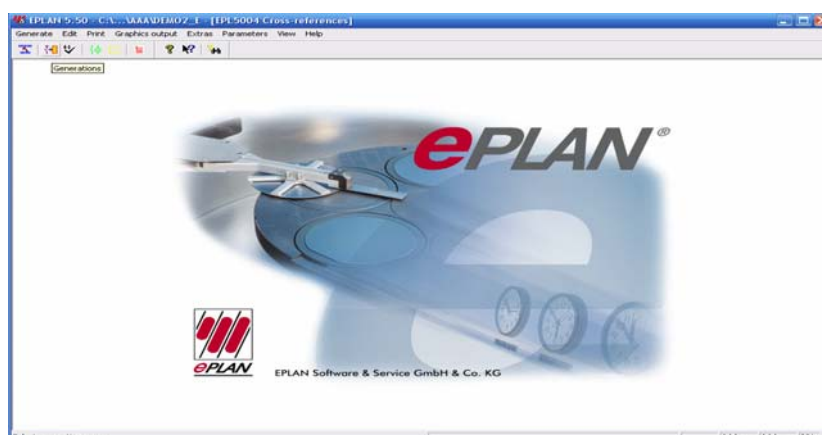 EPLAN 5.50 - C:\...\AAA\DEMO2_E - [EPL5004 Cross-references]
Generate Edit Print Graphics output Extras Parameters View Help
Generations
ePLAN®
ePLAN
EPLAN Software & Service GmbH & Co. KG